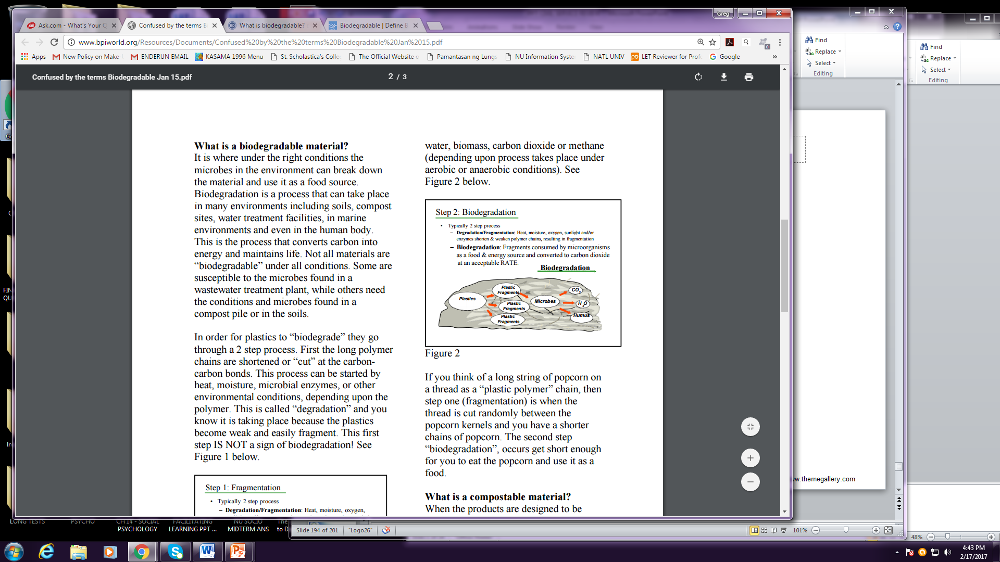 Greg
Ask.com - What's Your Q
Confused by the terms B
What is biodegradable?
Biodegradable | Define B
www.bpiworld.org/Resources/Documents/Confused%20by%20the%20terms%20Biodegradable%20Jan%2015.pdf
Apps
New Policy on Make-
ENDERUN EMAIL
KASAMA 1996 Menu
St. Scholastica's Colle
The Official Website o
Pamantasan ng Lungs
NU Information Syste
NATL UNIV
LET Reviewer for Profe
Google
»
Confused by the terms Biodegradable Jan 15.pdf
2 / 3
What is a biodegradable material?
It is where under the right conditions the
microbes in the environment can break down
the material and use it as a food source.
Biodegradation is a process that can take place
in many environments including soils, compost
sites, water treatment facilities, in marine
environments and even in the human body.
This is the process that converts carbon into
energy and maintains life. Not all materials are
“biodegradable” under all conditions. Some are
susceptible to the microbes found in a
wastewater treatment plant, while others need
the conditions and microbes found in a
compost pile or in the soils.
In order for plastics to “biodegrade” they go
through a 2 step process. First the long polymer
chains are shortened or “cut” at the carbon-
carbon bonds. This process can be started by
heat, moisture, microbial enzymes, or other
environmental conditions, depending upon the
polymer. This is called “degradation” and you
know it is taking place because the plastics
become weak and easily fragment. This first
step IS NOT a sign of biodegradation! See
Figure 1 below.
Step 1: Fragmentation
• Typically 2 step process
– Degradation/Fragmentation: Heat, moisture, oxygen,
water, biomass, carbon dioxide or methane
(depending upon process takes place under
aerobic or anaerobic conditions). See
Figure 2 below.
Step 2: Biodegradation
• Typically 2 step process
– Degradation/Fragmentation: Heat, moisture, oxygen, sunlight and/or
enzymes shorten & weaken polymer chains, resulting in fragmentation
– Biodegradation: Fragments consumed by microorganisms
as a food & energy source and converted to carbon dioxide
at an acceptable RATE.
Biodegradation
Plastics
Plastic
Fragments
Plastic
Fragments
Plastic
Fragments
Microbes
CO2
H2O
Humus
Figure 2
If you think of a long string of popcorn on
a thread as a “plastic polymer” chain, then
step one (fragmentation) is when the
thread is cut randomly between the
popcorn kernels and you have a shorter
chains of popcorn. The second step
“biodegradation”, occurs get short enough
for you to eat the popcorn and use it as a
food.
What is a compostable material?
When the products are designed to be
Find
Replace
Select
Editing
Find
Replace
Select
Editing
w.themegallery.com
LONG TESTS
PSYCHO
CH 14 - SOCIAL
PSYCHOLOGY
FACILITATING
LEARNING PPT ...
NU SOCIO
MIDTERM ANS
The
to D
Slide 194 of 201
"Logo26"
101%
48%
4:43 PM
2/17/2017